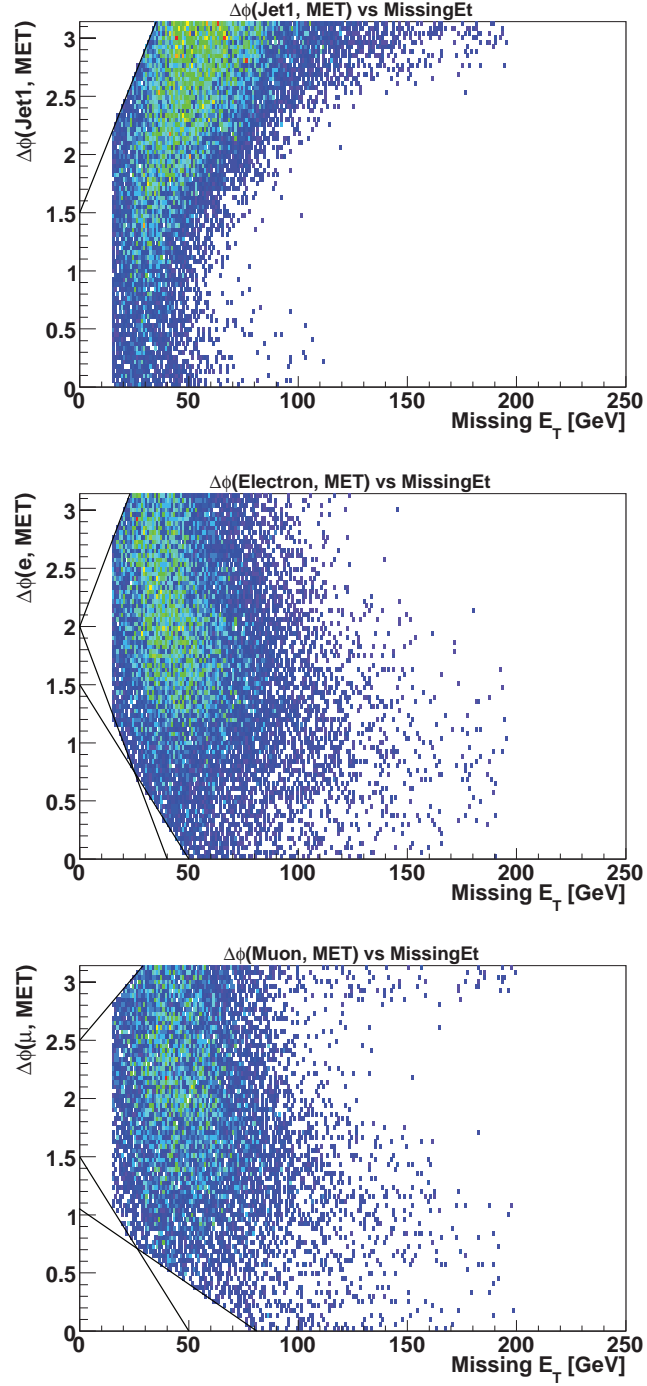 Δϕ(Jet1, MET) vs MissingEt
Δϕ(Jet1, MET)
3
2.5
2
1.5
1
0.5
0
0 50 100 150 200 250
Missing E_T [GeV]
Δϕ(Electron, MET) vs MissingEt
Δϕ(e, MET)
3
2.5
2
1.5
1
0.5
0
0 50 100 150 200 250
Missing E_T [GeV]
Δϕ(Muon, MET) vs MissingEt
Δϕ(μ, MET)
3
2.5
2
1.5
1
0.5
0
0 50 100 150 200 250
Missing E_T [GeV]